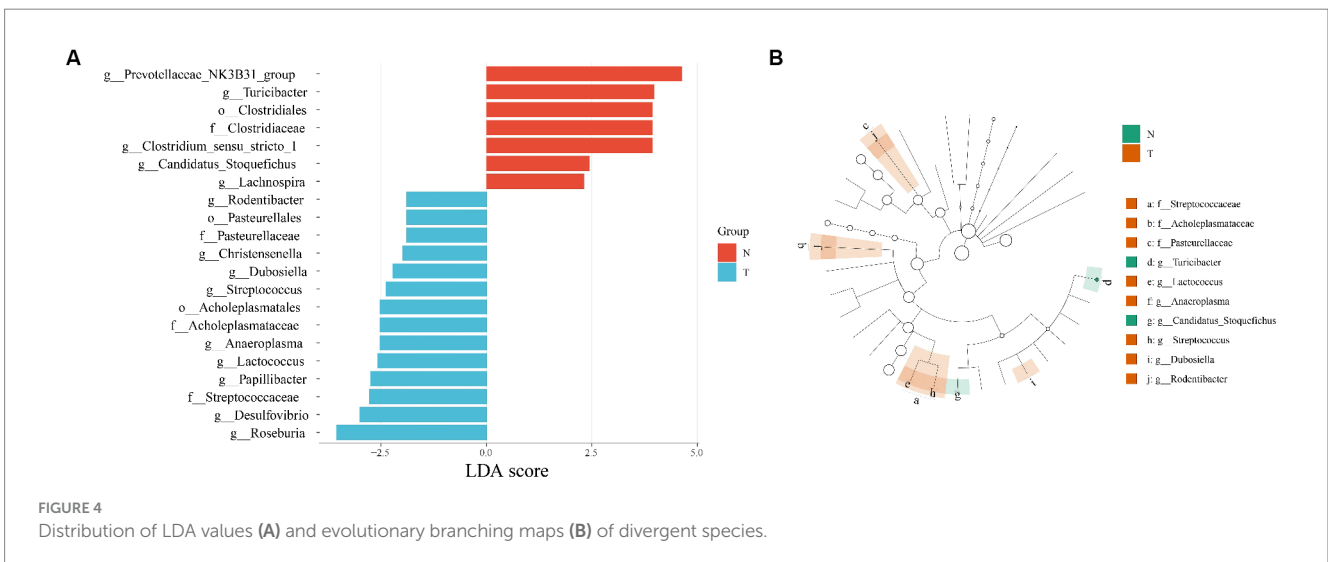 A
g__Prevotellaceae_NK3B31_group
g__Turicibacter
o__Clostridiales
f__Clostridiaceae
g__Clostridium_sensu_stricto_1
g__Candidatus_Stoquefichus
g__Lachnospira
g__Rodentibacter
o__Pasteurellales
f__Pasteurellaceae
g__Christensenella
g__Dubosiella
g__Streptococcus
o__Acholeplasmatales
f__Acholeplasmataceae
g__Anaeroplasma
g__Lactococcus
g__Papillibacter
f__Streptococcaceae
g__Desulfovibrio
g__Roseburia
−2.5 0.0 2.5 5.0
LDA score
Group
N
T
B
c
j
b
f
e
h
a
g
i
d
N
T
a: f__Streptococcaceae
b: f__Acholeplasmataceae
c: f__Pasteurellaceae
d: g__Turicibacter
e: g__Lactococcus
f: g__Anaeroplasma
g: g__Candidatus_Stoquefichus
h: g__Streptococcus
i: g__Dubosiella
j: g__Rodentibacter
FIGURE 4
Distribution of LDA values (A) and evolutionary branching maps (B) of divergent species.